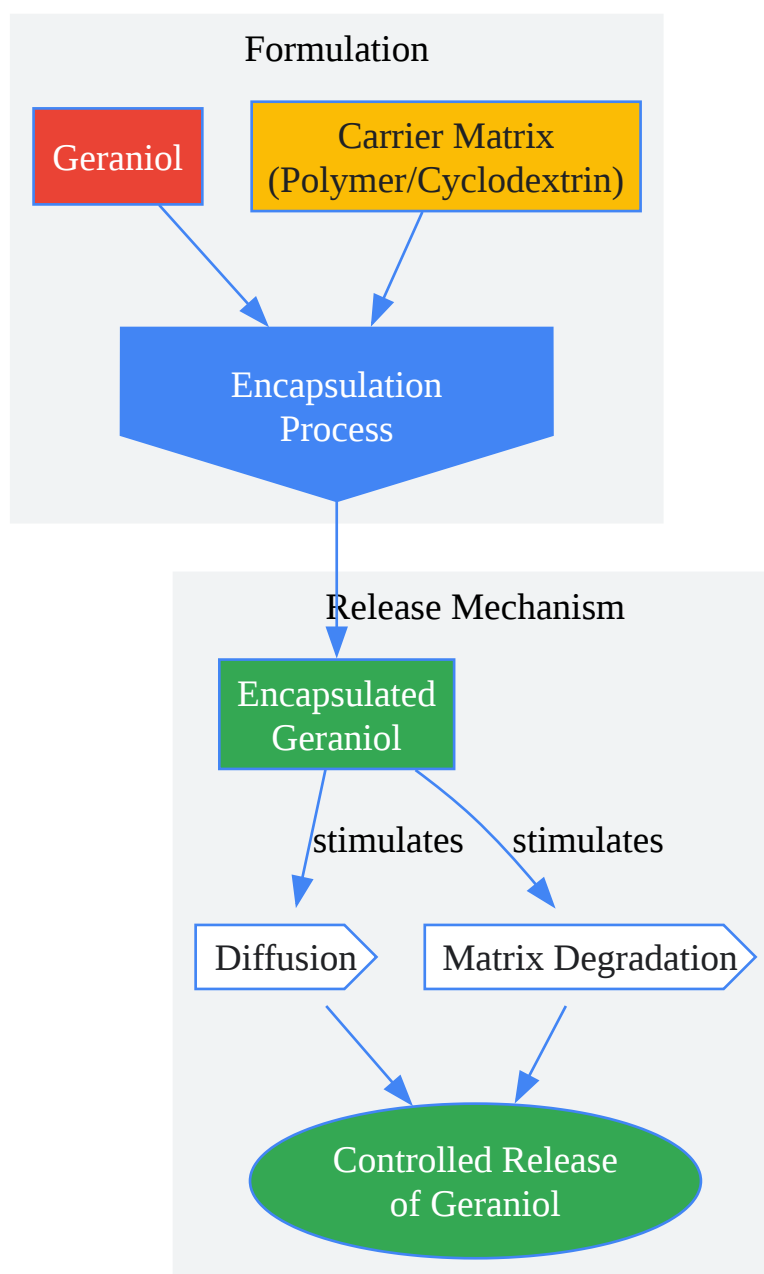 Formulation
Geraniol
Carrier Matrix
(Polymer/Cyclodextrin)
Encapsulation
Process
Release Mechanism
Encapsulated
Geraniol
stimulates
stimulates
Diffusion
Matrix Degradation
Controlled Release
of Geraniol